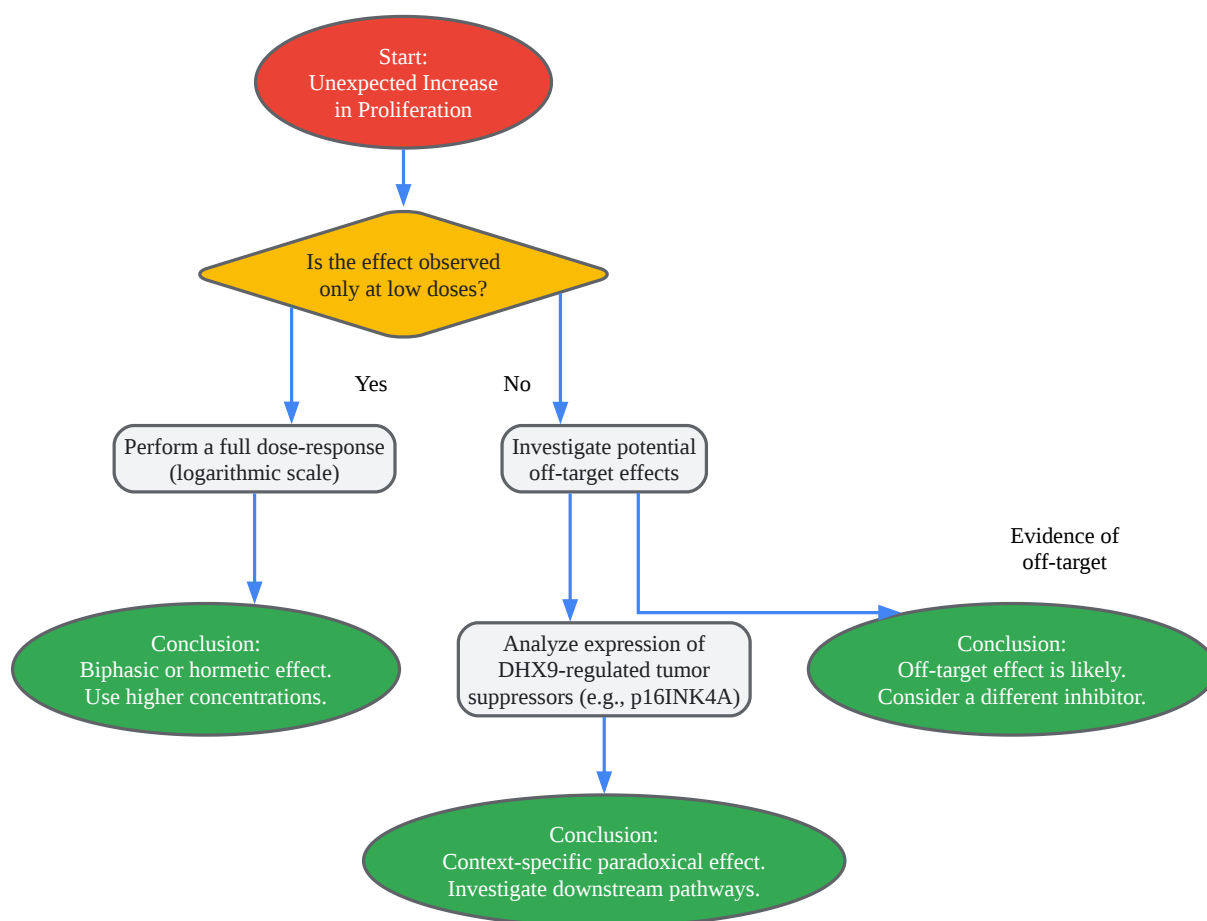 Start:
Unexpected Increase
in Proliferation
Is the effect observed
only at low doses?
Yes
No
Perform a full dose-response
(logarithmic scale)
Investigate potential
off-target effects
Evidence of
off-target
Conclusion:
Biphasic or hormetic effect.
Use higher concentrations.
Analyze expression of
DHX9-regulated tumor
suppressors (e.g., p16INK4A)
Conclusion:
Off-target effect is likely.
Consider a different inhibitor.
Conclusion:
Context-specific paradoxical effect.
Investigate downstream pathways.